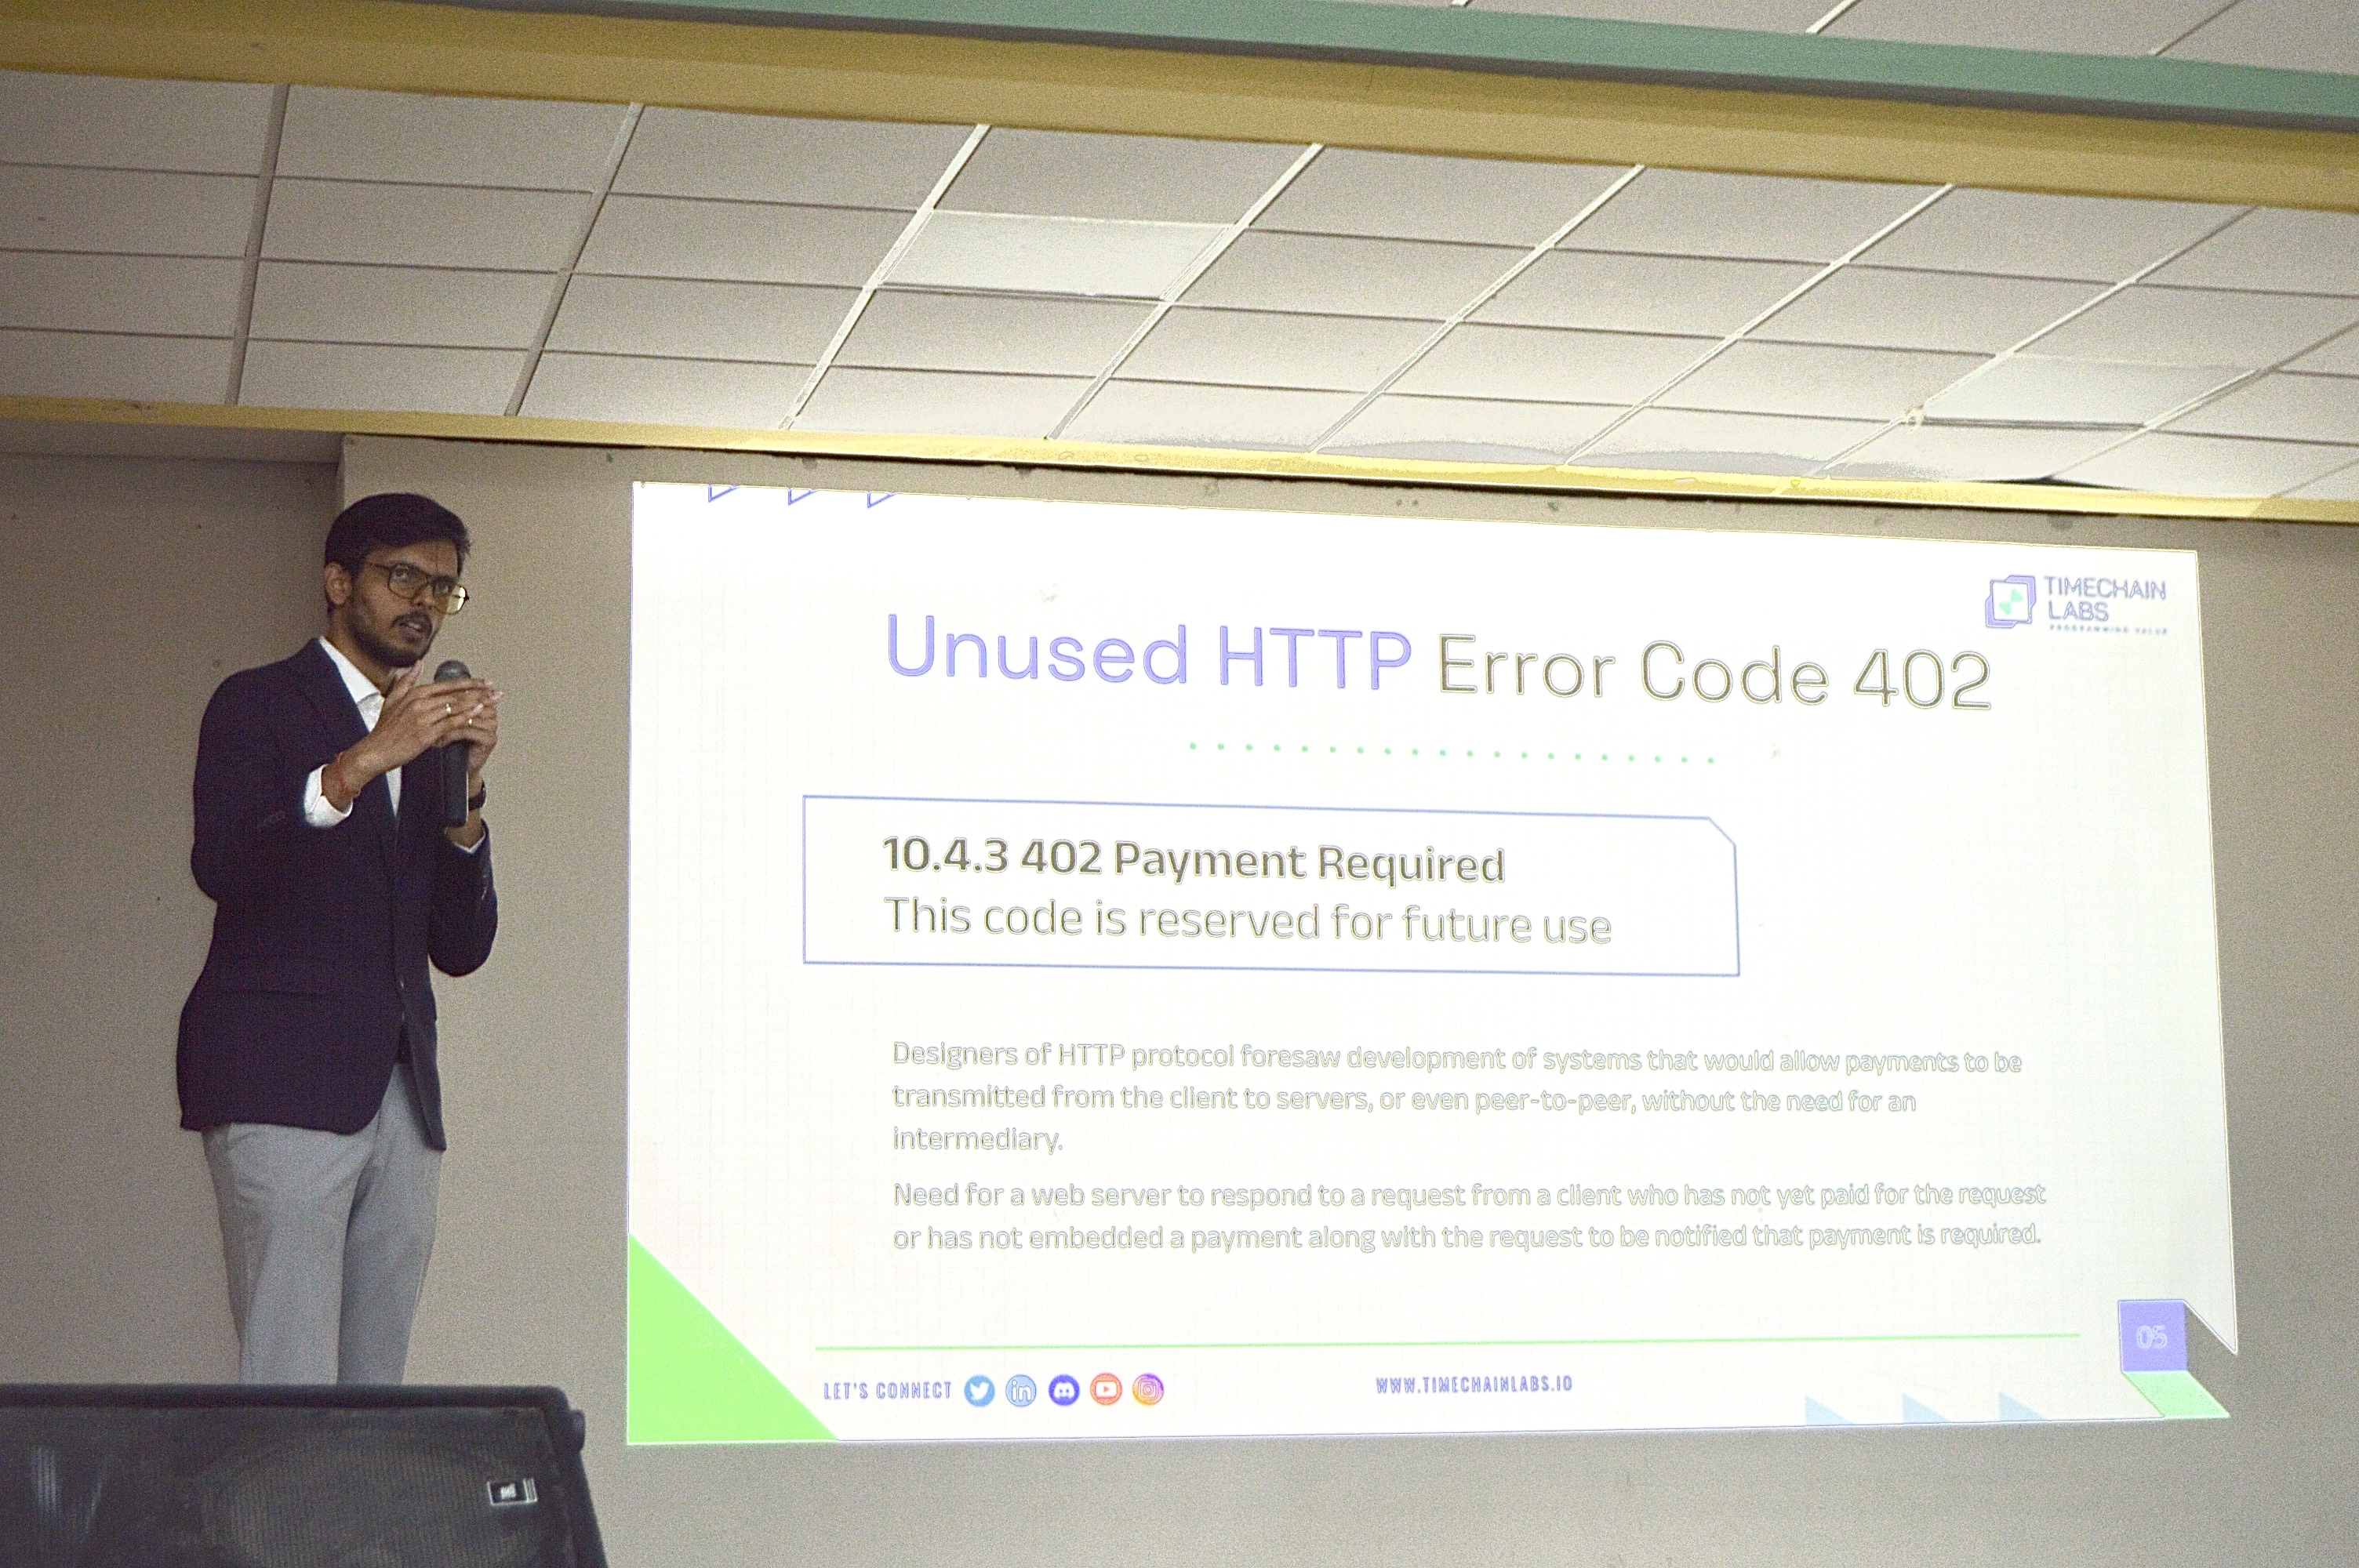 TIMECHAIN
LABS
PROGRAMMING VALUE
Unused HTTP Error Code 402
10.4.3 402 Payment Required
This code is reserved for future use
Designers of HTTP protocol foresaw development of systems that would allow payments to be
transmitted from the client to servers, or even peer-to-peer, without the need for an
intermediary.
Need for a web server to respond to a request from a client who has not yet paid for the request
or has not embedded a payment along with the request to be notified that payment is required.
05
LET'S CONNECT
in
WWW.TIMECHAINLABS.IO